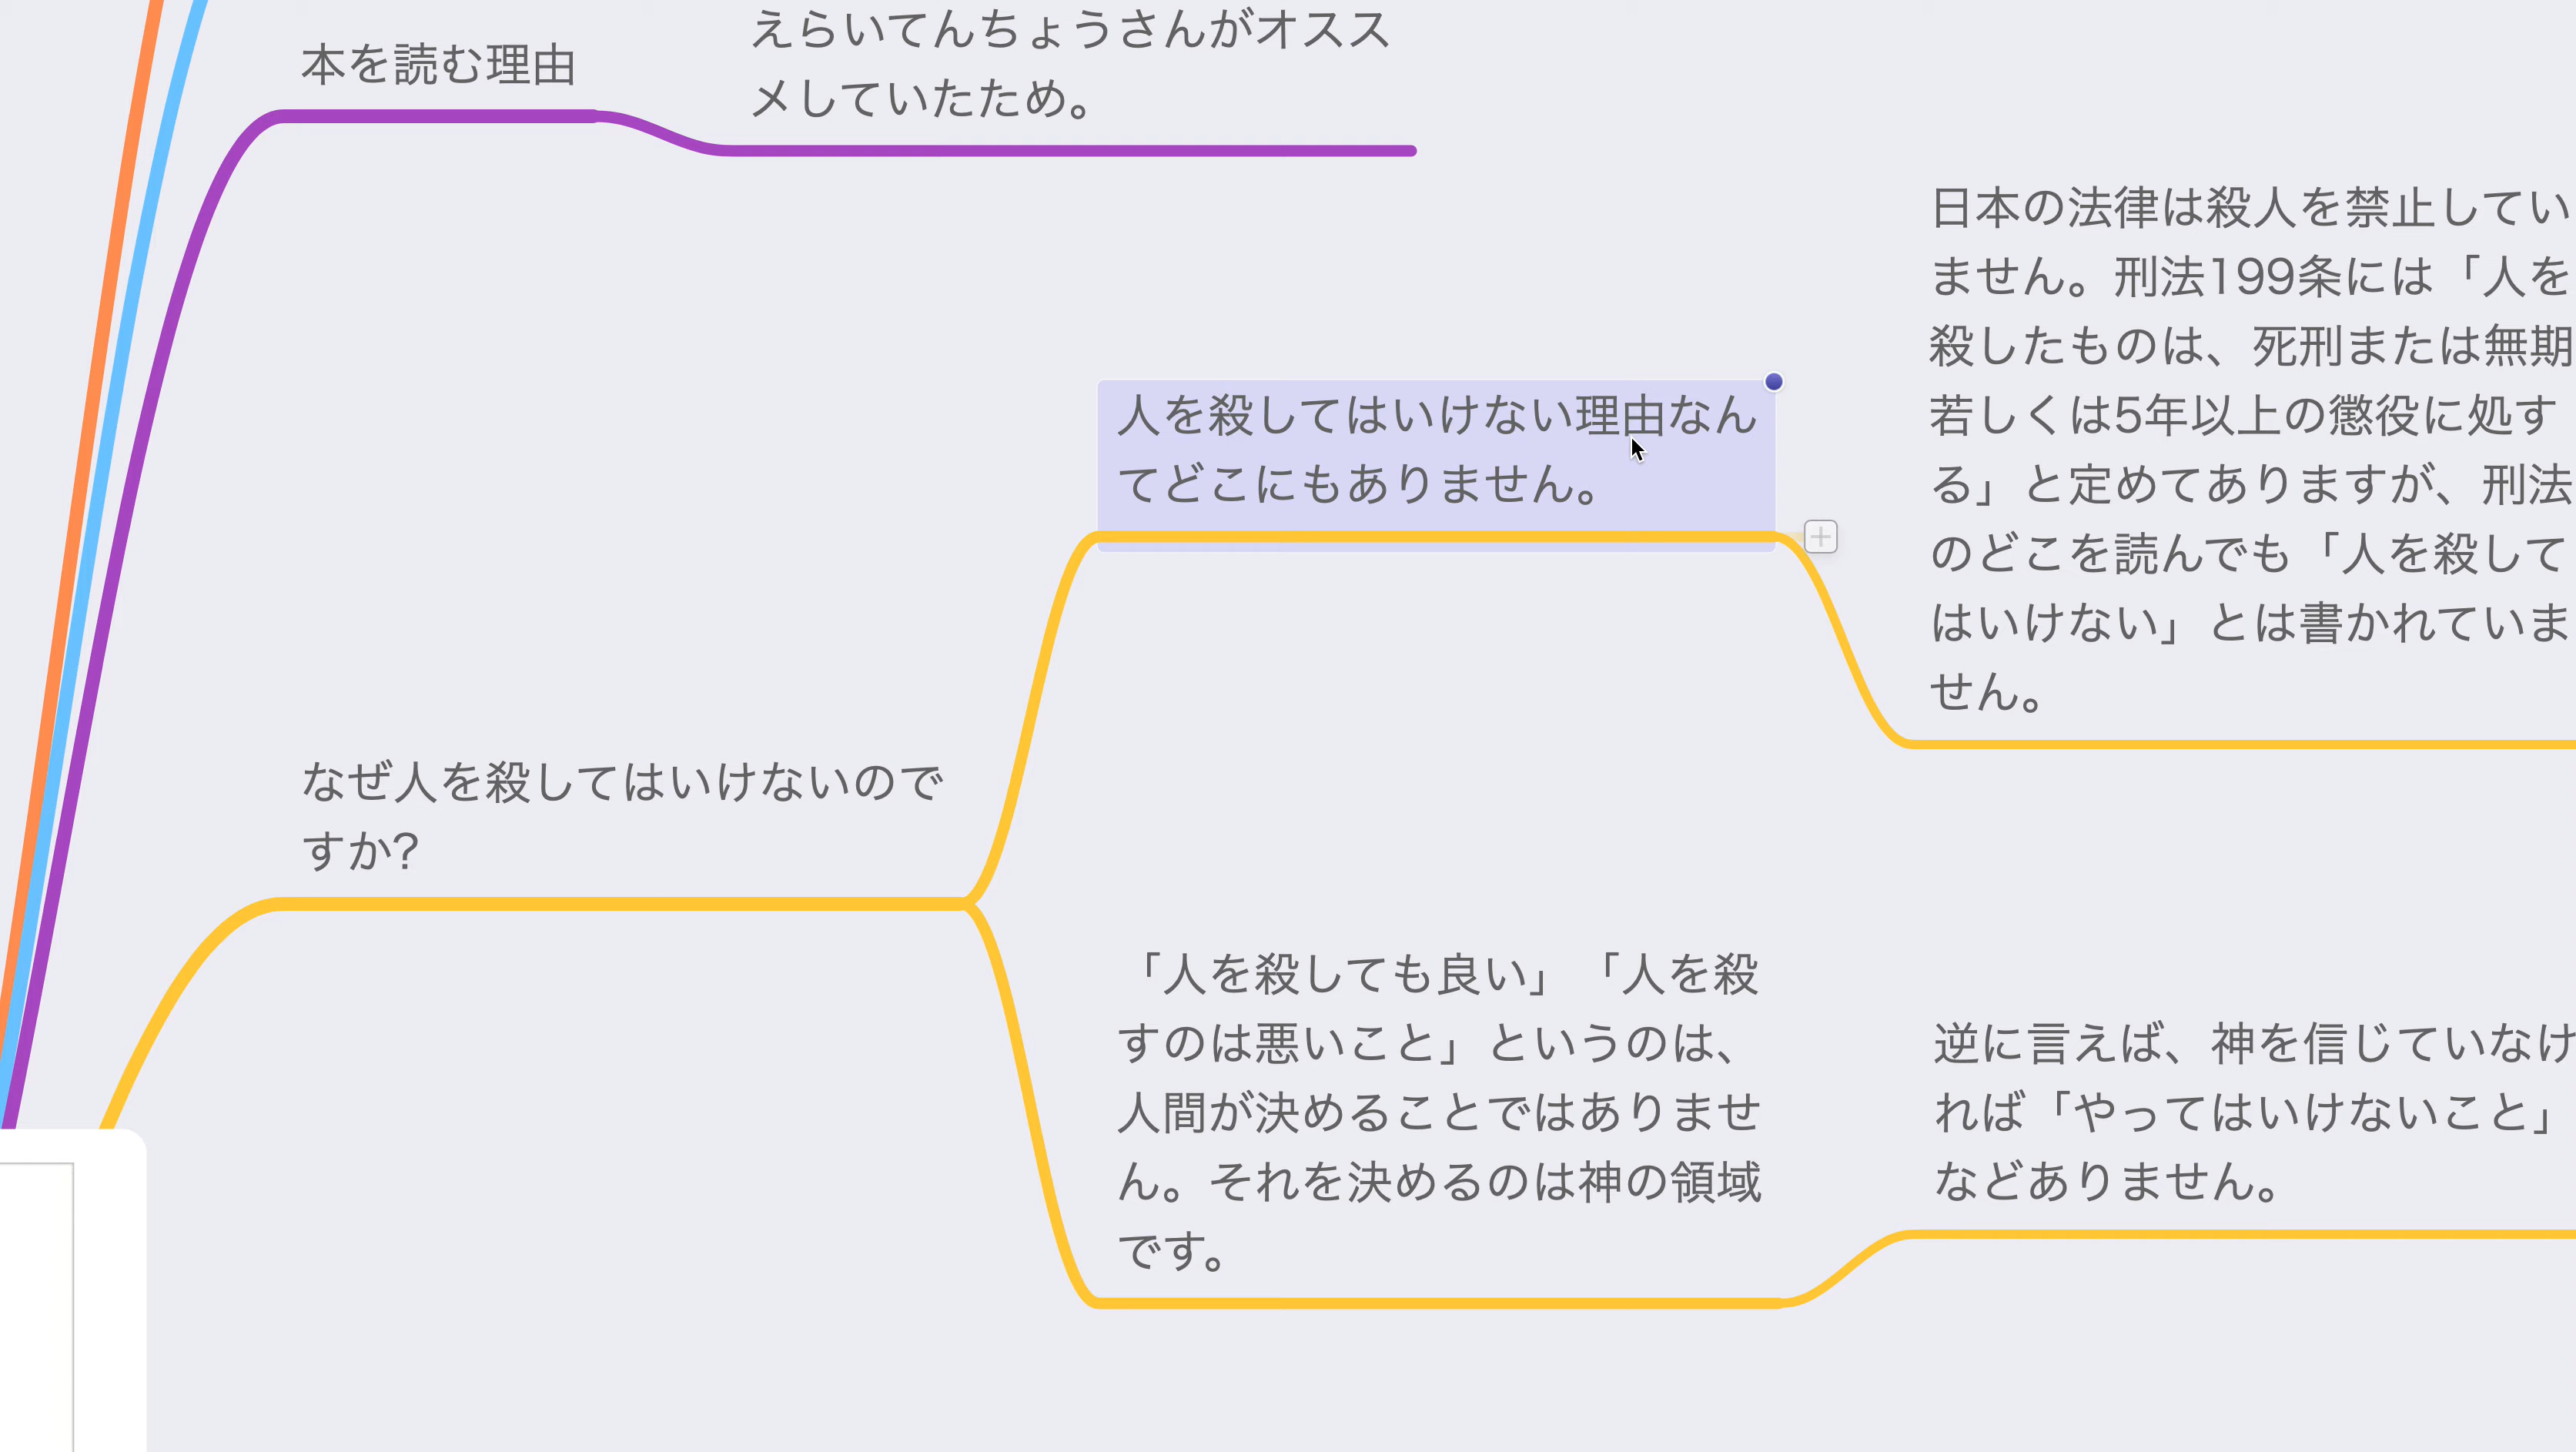 本を読む理由
えらいてんちょうさんがオスス
メしていたため。
なぜ人を殺してはいけないので
すか?
人を殺してはいけない理由なん
てどこにもありません。
日本の法律は殺人を禁止してい
ません。刑法199条には「人を
殺したものは、死刑または無期
若しくは5年以上の懲役に処す
る」と定めてありますが、刑法
のどこを読んでも「人を殺して
はいけない」とは書かれていま
せん。
「人を殺しても良い」「人を殺
すのは悪いこと」というのは、
人間が決めることではありませ
ん。それを決めるのは神の領域
です。
逆に言えば、神を信じていなけ
れば「やってはいけないこと」
などありません。